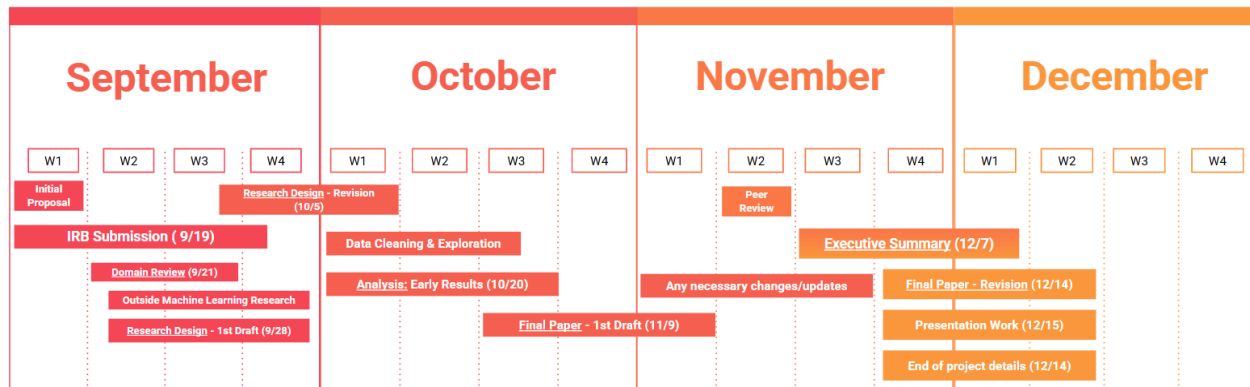 September
October
November
December
W1
W2
W3
W4
W1
W2
W3
W4
W1
W2
W3
W4
W1
W2
W3
W4
Initial
Proposal
Research Design - Revision
(10/5)
Peer
Review
IRB Submission ( 9/19)
Data Cleaning & Exploration
Executive Summary (12/7)
Domain Review (9/21)
Analysis: Early Results (10/20)
Any necessary changes/updates
Final Paper - Revision (12/14)
Outside Machine Learning Research
Research Design - 1st Draft (9/28)
Final Paper - 1st Draft (11/9)
Presentation Work (12/15)
End of project details (12/14)